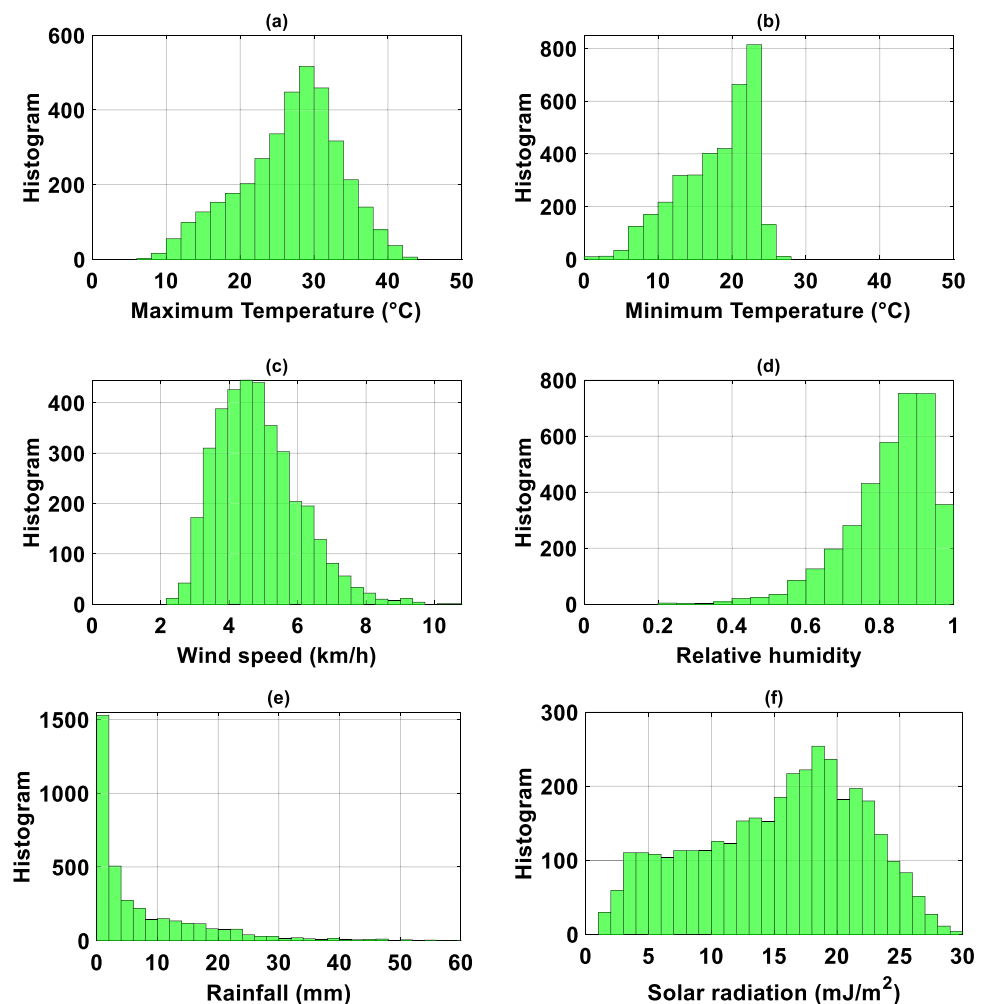 (a)
600
400
200
0
Histogram
0 10 20 30 40 50
Maximum Temperature (°C)
(b)
800
600
400
200
0
Histogram
0 10 20 30 40 50
Minimum Temperature (°C)
(c)
400
300
200
100
0
Histogram
0 2 4 6 8 10
Wind speed (km/h)
(d)
800
600
400
200
0
Histogram
0 0.2 0.4 0.6 0.8 1
Relative humidity
(e)
1500
1000
500
0
Histogram
0 10 20 30 40 50 60
Rainfall (mm)
(f)
300
200
100
0
Histogram
0 5 10 15 20 25 30
Solar radiation (mJ/m²)